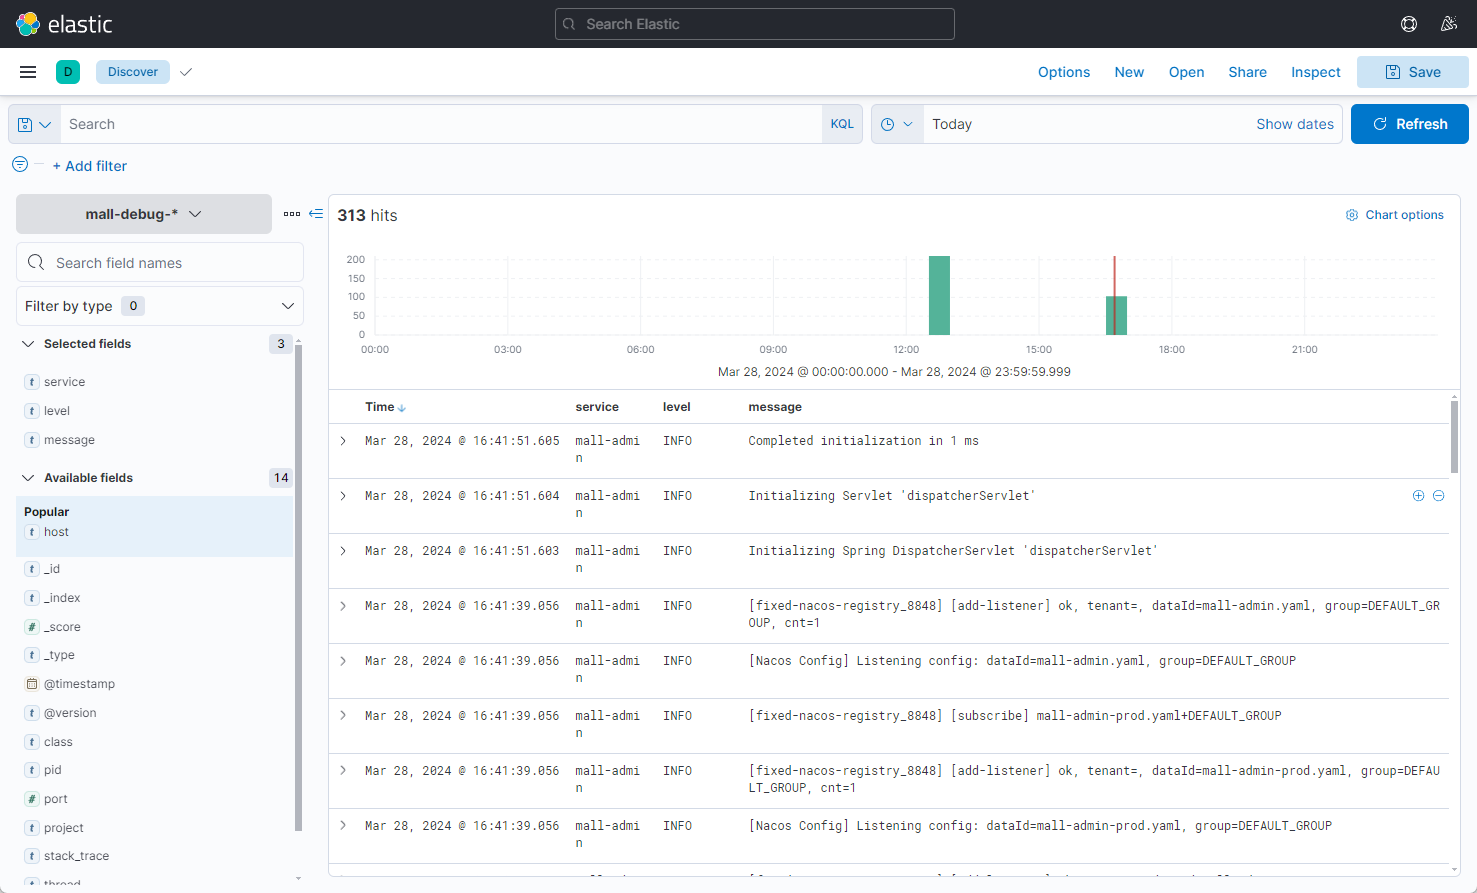 elastic
Search Elastic
D
Discover
Options
New
Open
Share
Inspect
Save
Search
KQL
Today
Show dates
Refresh
+ Add filter
mall-debug-*
Search field names
Filter by type 0
Selected fields 3
t service
t level
t message
Available fields 14
Popular
t host
t _id
t _index
# _score
t _type
@timestamp
t @version
t class
t pid
# port
t project
t stack_trace
t thread
313 hits
Chart options
200
150
100
50
0
00:00 03:00 06:00 09:00 12:00 15:00 18:00 21:00
Mar 28, 2024 @ 00:00:00.000 - Mar 28, 2024 @ 23:59:59.999
Time service level message
Mar 28, 2024 @ 16:41:51.605 mall-admi INFO Completed initialization in 1 ms
n
Mar 28, 2024 @ 16:41:51.604 mall-admi INFO Initializing Servlet 'dispatcherServlet'
n
Mar 28, 2024 @ 16:41:51.603 mall-admi INFO Initializing Spring DispatcherServlet 'dispatcherServlet'
n
Mar 28, 2024 @ 16:41:39.056 mall-admi INFO [fixed-nacos-registry_8848] [add-listener] ok, tenant=, dataId=mall-admin.yaml, group=DEFAULT_GR
n OUP, cnt=1
Mar 28, 2024 @ 16:41:39.056 mall-admi INFO [Nacos Config] Listening config: dataId=mall-admin.yaml, group=DEFAULT_GROUP
n
Mar 28, 2024 @ 16:41:39.056 mall-admi INFO [fixed-nacos-registry_8848] [subscribe] mall-admin-prod.yaml+DEFAULT_GROUP
n
Mar 28, 2024 @ 16:41:39.056 mall-admi INFO [fixed-nacos-registry_8848] [add-listener] ok, tenant=, dataId=mall-admin-prod.yaml, group=DEFAU
n LT_GROUP, cnt=1
Mar 28, 2024 @ 16:41:39.056 mall-admi INFO [Nacos Config] Listening config: dataId=mall-admin-prod.yaml, group=DEFAULT_GROUP
n